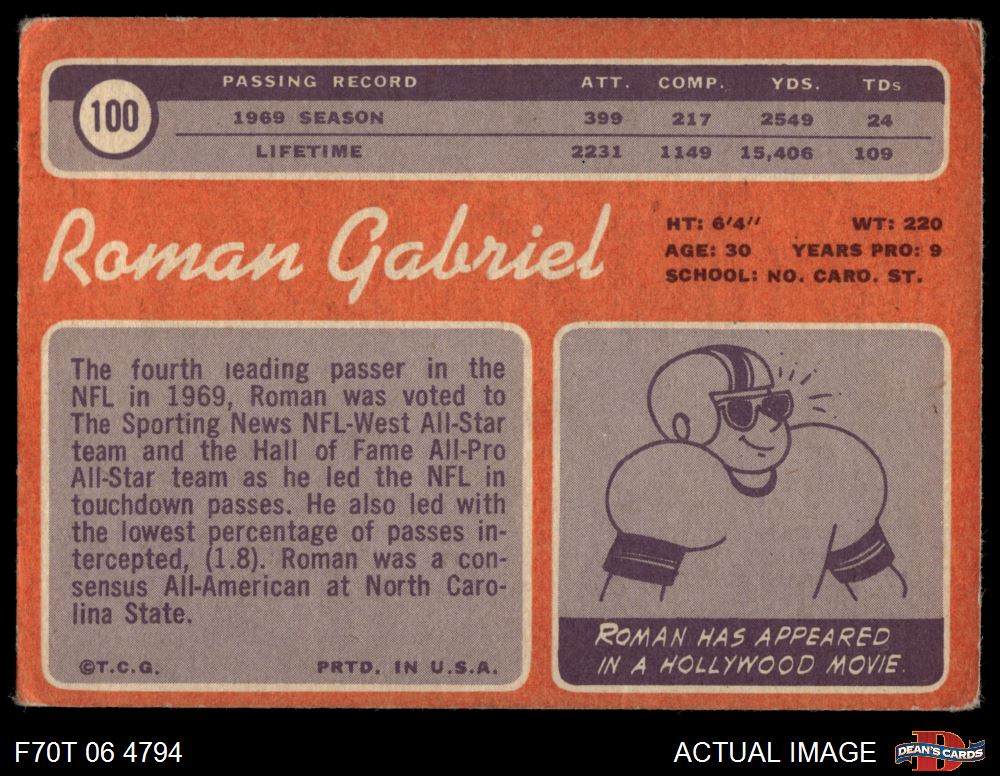 100
PASSING RECORD ATT. COMP. YDS. TDs
1969 SEASON 399 217 2549 24
LIFETIME 2231 1149 15,406 109
Roman Gabriel
HT: 6'4" WT: 220
AGE: 30 YEARS PRO: 9
SCHOOL: NO. CARO. ST.
The fourth leading passer in the
NFL in 1969, Roman was voted to
The Sporting News NFL-West All-Star
team and the Hall of Fame All-Pro
All-Star team as he led the NFL in
touchdown passes. He also led with
the lowest percentage of passes in-
tercepted, (1.8). Roman was a con-
sensus All-American at North Caro-
lina State.
©T.C.G. PRTD. IN U.S.A.
ROMAN HAS APPEARED
IN A HOLLYWOOD MOVIE.
F70T 06 4794
ACTUAL IMAGE
D
DEAN'S CARDS